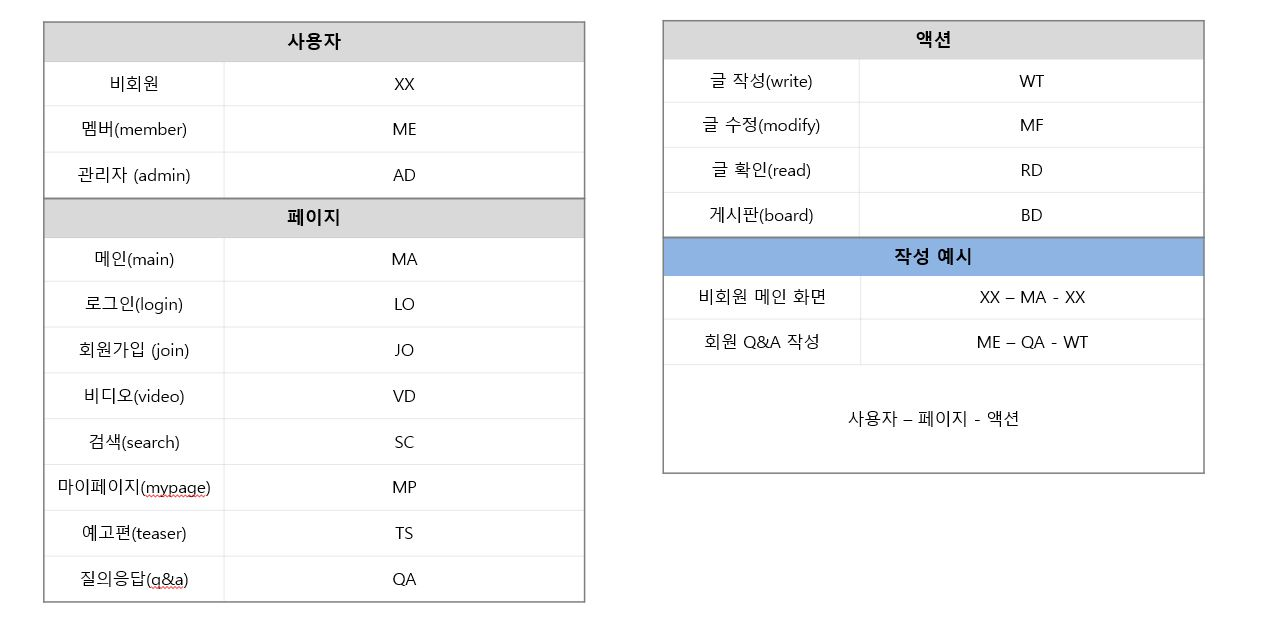 사용자
비회원 XX
멤버(member) ME
관리자 (admin) AD
페이지
메인(main) MA
로그인(login) LO
회원가입 (join) JO
비디오(video) VD
검색(search) SC
마이페이지(mypage) MP
예고편(teaser) TS
질의응답(q&a) QA
액션
글 작성(write) WT
글 수정(modify) MF
글 확인(read) RD
게시판(board) BD
작성 예시
비회원 메인 화면 XX – MA - XX
회원 Q&A 작성 ME – QA - WT
사용자 – 페이지 - 액션